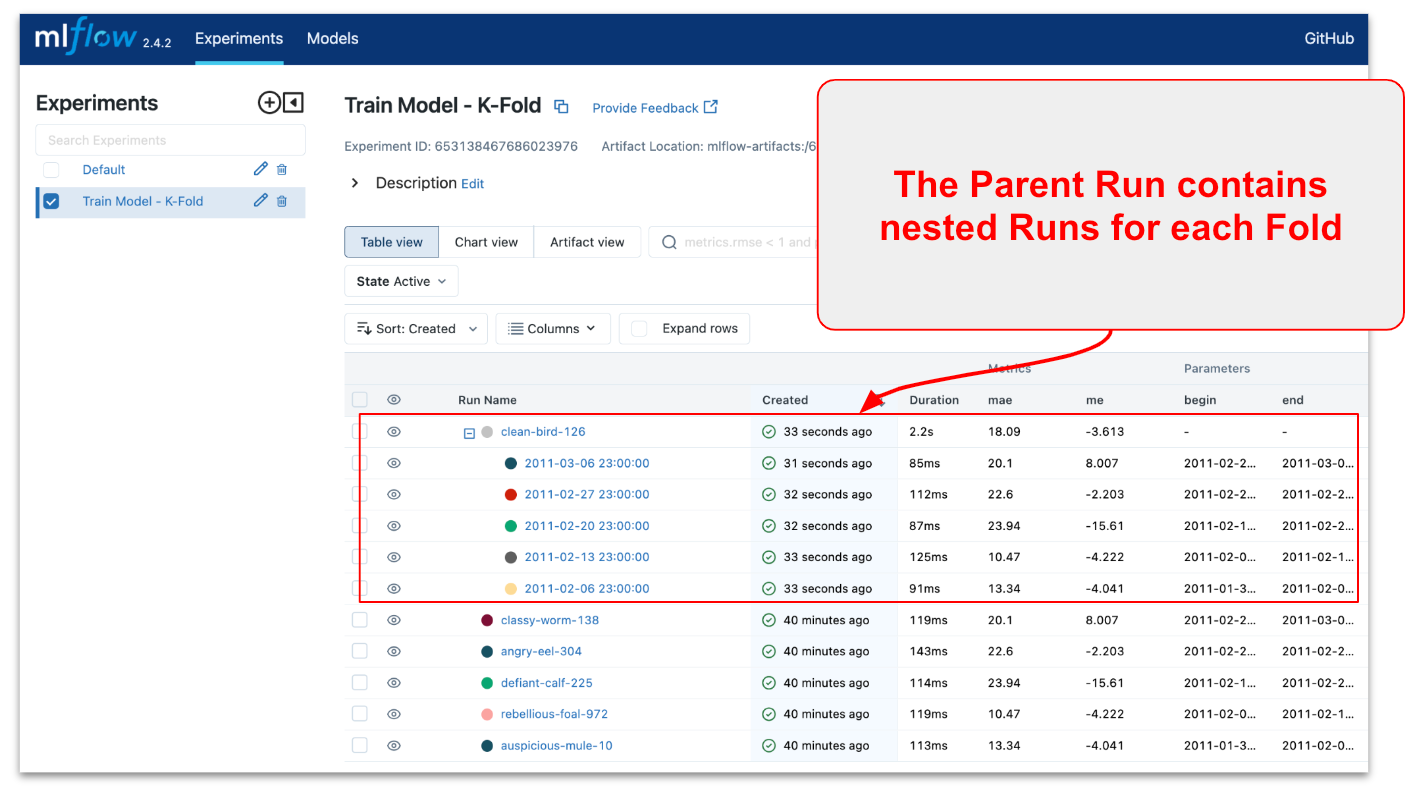 mlflow 2.4.2 Experiments Models GitHub
Experiments
Search Experiments
Default
Train Model - K-Fold
Train Model - K-Fold Provide Feedback
Experiment ID: 653138467686023976 Artifact Location: mlflow-artifacts:/6
Description Edit
The Parent Run contains
nested Runs for each Fold
Table view Chart view Artifact view metrics.rmse < 1 and
State Active
Sort: Created Columns Expand rows
Metrics Parameters
Run Name Created Duration mae me begin end
clean-bird-126 33 seconds ago 2.2s 18.09 -3.613 - -
2011-03-06 23:00:00 31 seconds ago 85ms 20.1 8.007 2011-02-2... 2011-03-0...
2011-02-27 23:00:00 32 seconds ago 112ms 22.6 -2.203 2011-02-2... 2011-02-2...
2011-02-20 23:00:00 32 seconds ago 87ms 23.94 -15.61 2011-02-1... 2011-02-2...
2011-02-13 23:00:00 33 seconds ago 125ms 10.47 -4.222 2011-02-0... 2011-02-1...
2011-02-06 23:00:00 33 seconds ago 91ms 13.34 -4.041 2011-01-3... 2011-02-0...
classy-worm-138 40 minutes ago 119ms 20.1 8.007 2011-02-2... 2011-03-0...
angry-eel-304 40 minutes ago 143ms 22.6 -2.203 2011-02-2... 2011-02-2...
defiant-calf-225 40 minutes ago 114ms 23.94 -15.61 2011-02-1... 2011-02-2...
rebellious-foal-972 40 minutes ago 119ms 10.47 -4.222 2011-02-0... 2011-02-1...
auspicious-mule-10 40 minutes ago 113ms 13.34 -4.041 2011-01-3... 2011-02-0...